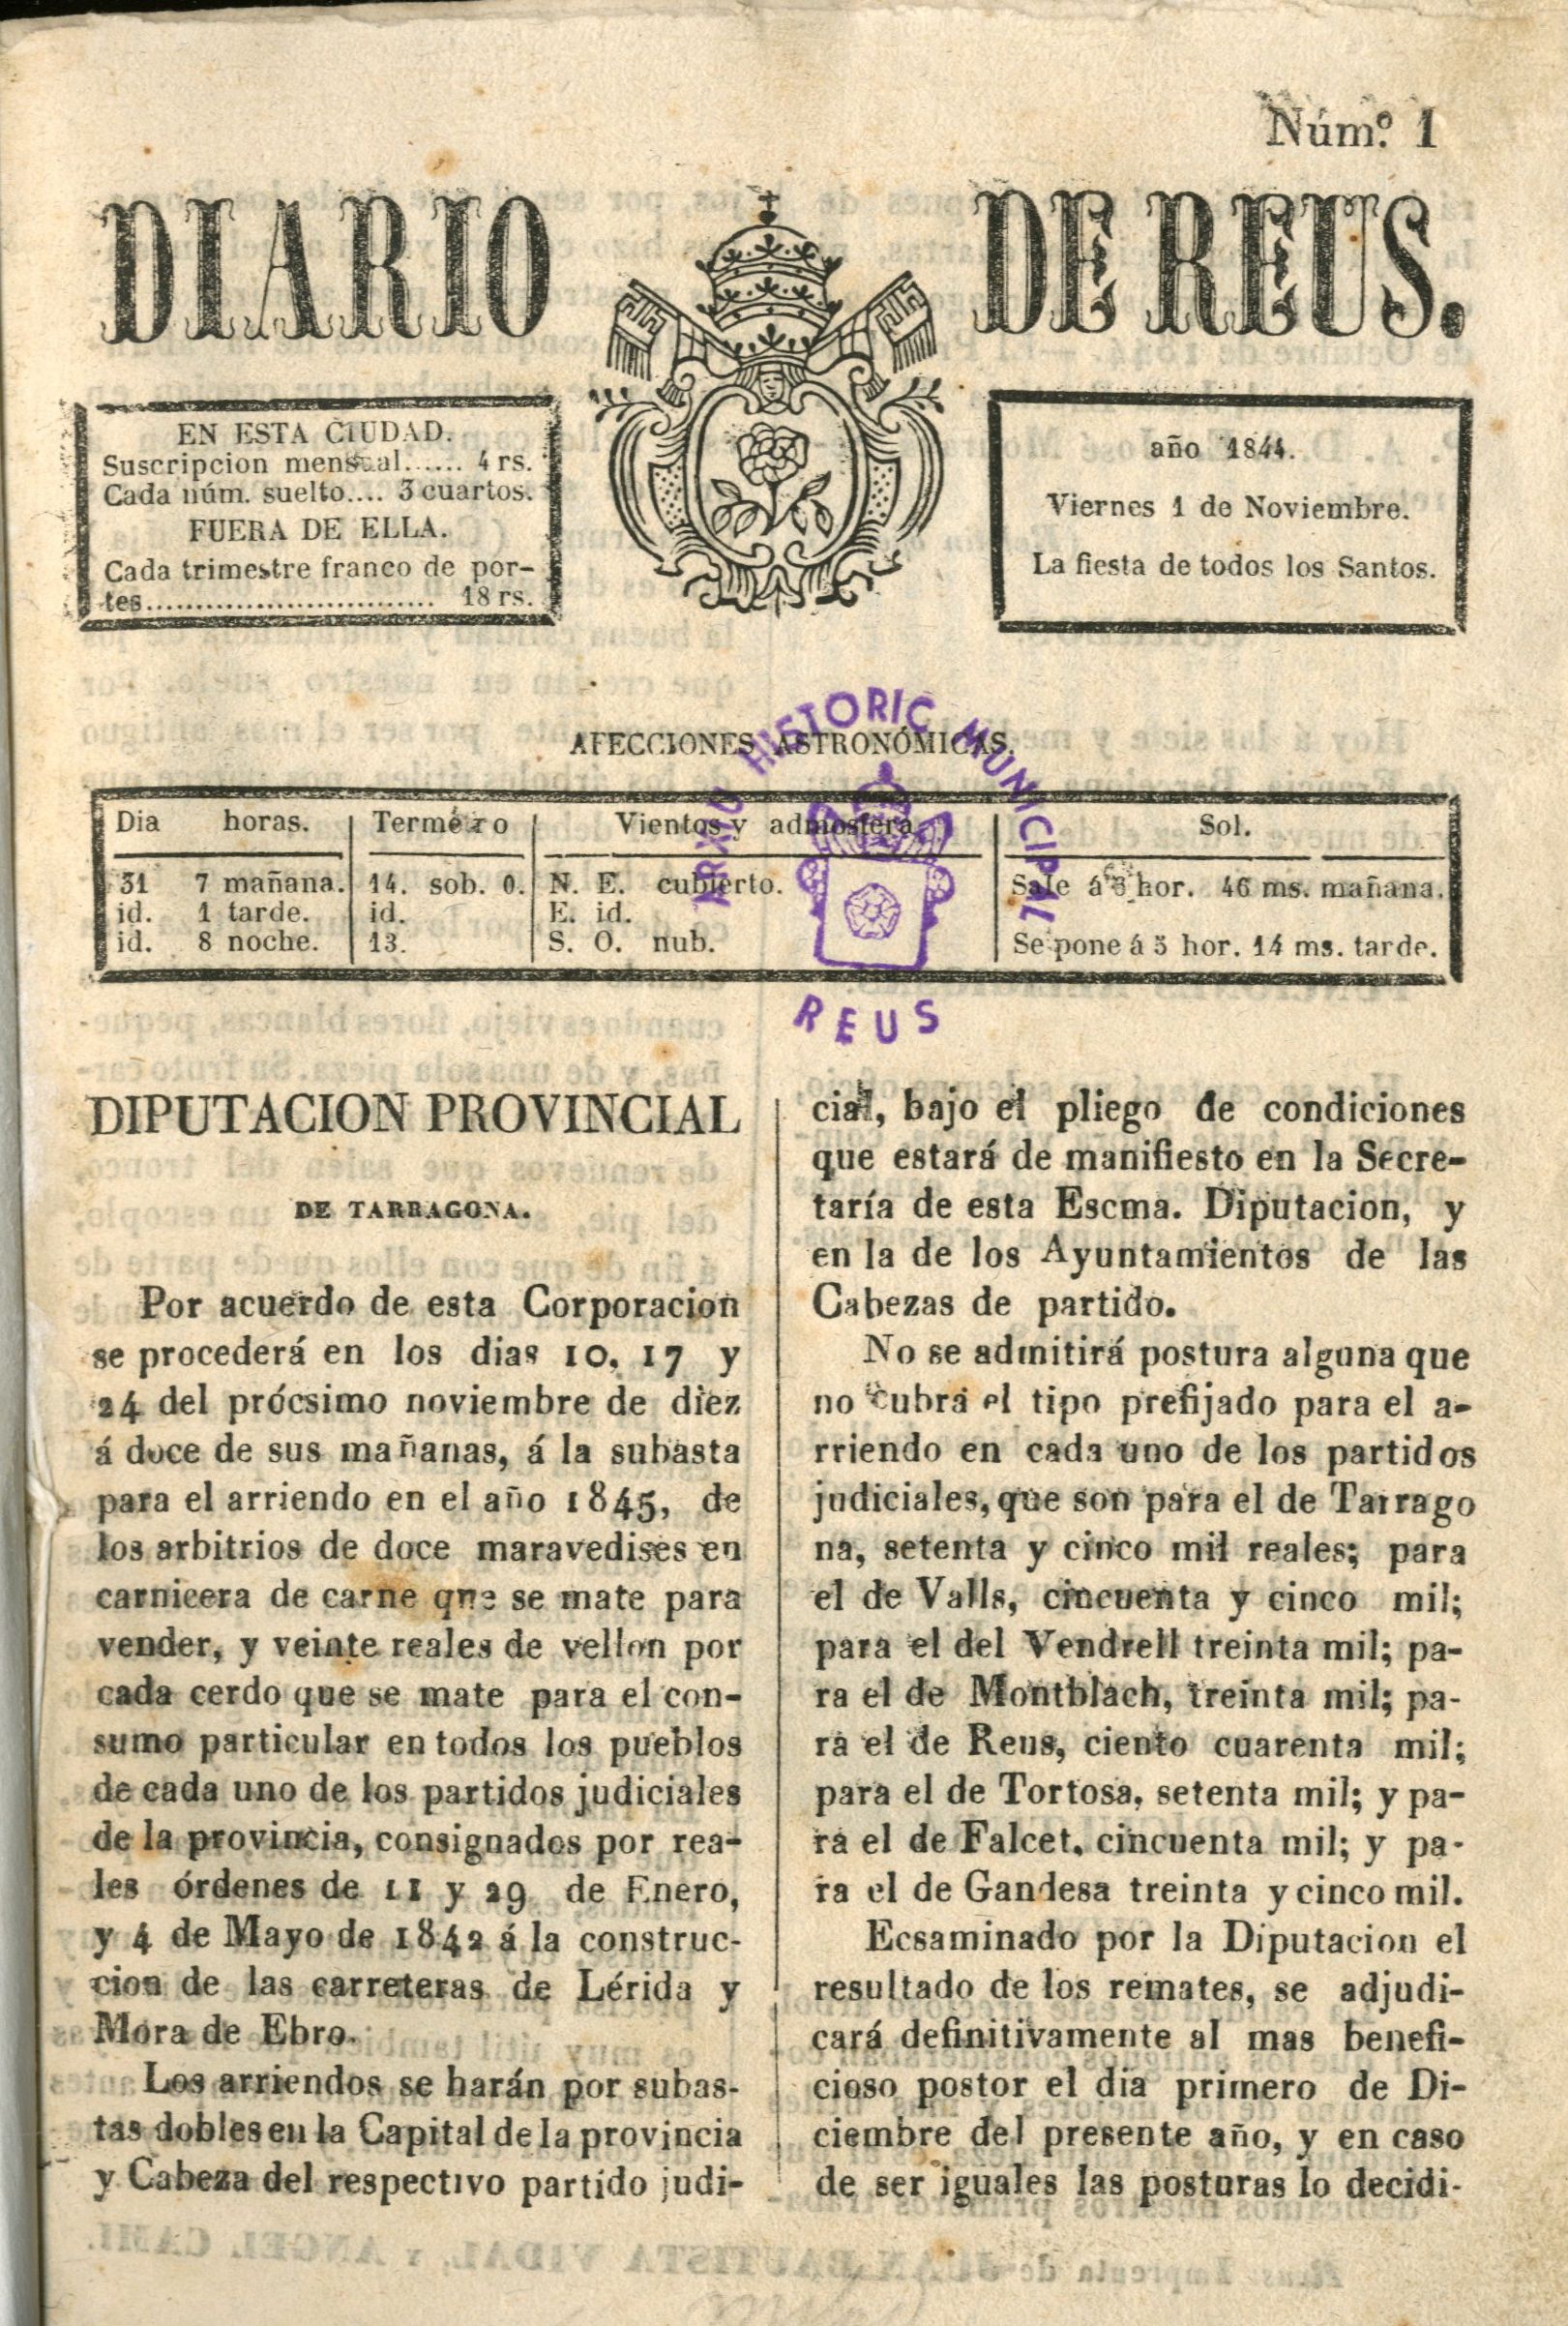 Núm.º 1
DIARIO DE REUS.
EN ESTA CIUDAD.
Suscripcion mensual...... 4 rs.
Cada núm. suelto.... 3 cuartos.
FUERA DE ELLA.
Cada trimestre franco de por-
tes............................. 18 rs.
año 1844.
Viernes 1 de Noviembre.
La fiesta de todos los Santos.
AFECCIONES ASTRONÓMICAS.
ARXIU HISTORIC MUNICIPAL
REUS
Dia horas. Termétro Vientos y admosfera. Sol.
31 7 mañana. 14. sob. 0. N. E. cubierto. Sale á 6 hor. 46 ms. mañana.
id. 1 tarde. id. E. id.
id. 8 noche. 13. S. O. nub. Se pone á 5 hor. 14 ms. tarde.
DIPUTACION PROVINCIAL
DE TARRAGONA.
Por acuerdo de esta Corporacion
se procederá en los dias 10, 17 y
24 del prócsimo noviembre de diez
á doce de sus mañanas, á la subasta
para el arriendo en el año 1845, de
los arbitrios de doce maravedises en
carnicera de carne que se mate para
vender, y veinte reales de vellon por
cada cerdo que se mate para el con-
sumo particular en todos los pueblos
de cada uno de los partidos judiciales
de la provincia, consignados por rea-
les órdenes de 11 y 29 de Enero,
y 4 de Mayo de 1842 á la construc-
cion de las carreteras de Lérida y
Mora de Ebro.
Los arriendos se harán por subas-
tas dobles en la Capital de la provincia
y Cabeza del respectivo partido judi-
cial, bajo el pliego de condiciones
que estará de manifiesto en la Secre-
taría de esta Escma. Diputacion, y
en la de los Ayuntamientos de las
Cabezas de partido.
No se admitirá postura alguna que
no cubra el tipo prefijado para el a-
rriendo en cada uno de los partidos
judiciales, que son para el de Tarrago
na, setenta y cinco mil reales; para
el de Valls, cincuenta y cinco mil;
para el del Vendrell treinta mil; pa-
ra el de Montblach, treinta mil; pa-
ra el de Reus, ciento cuarenta mil;
para el de Tortosa, setenta mil; y pa-
ra el de Falcet, cincuenta mil; y pa-
ra el de Gandesa treinta y cinco mil.
Ecsaminado por la Diputacion el
resultado de los remates, se adjudi-
cará definitivamente al mas benefi-
cioso postor el dia primero de Di-
ciembre del presente año, y en caso
de ser iguales las posturas lo decidi-